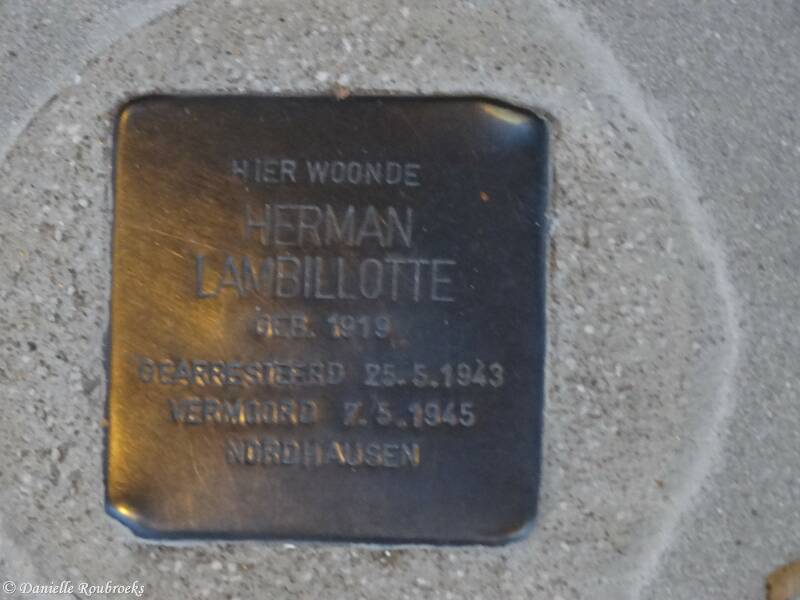 HIER WOONDE
HERMAN
LAMBILLOTTE
GEB. 1919
GEARRESTEERD 25.5.1943
VERMOORD 7.5.1945
NORDHAUSEN
© Danielle Roubroeks